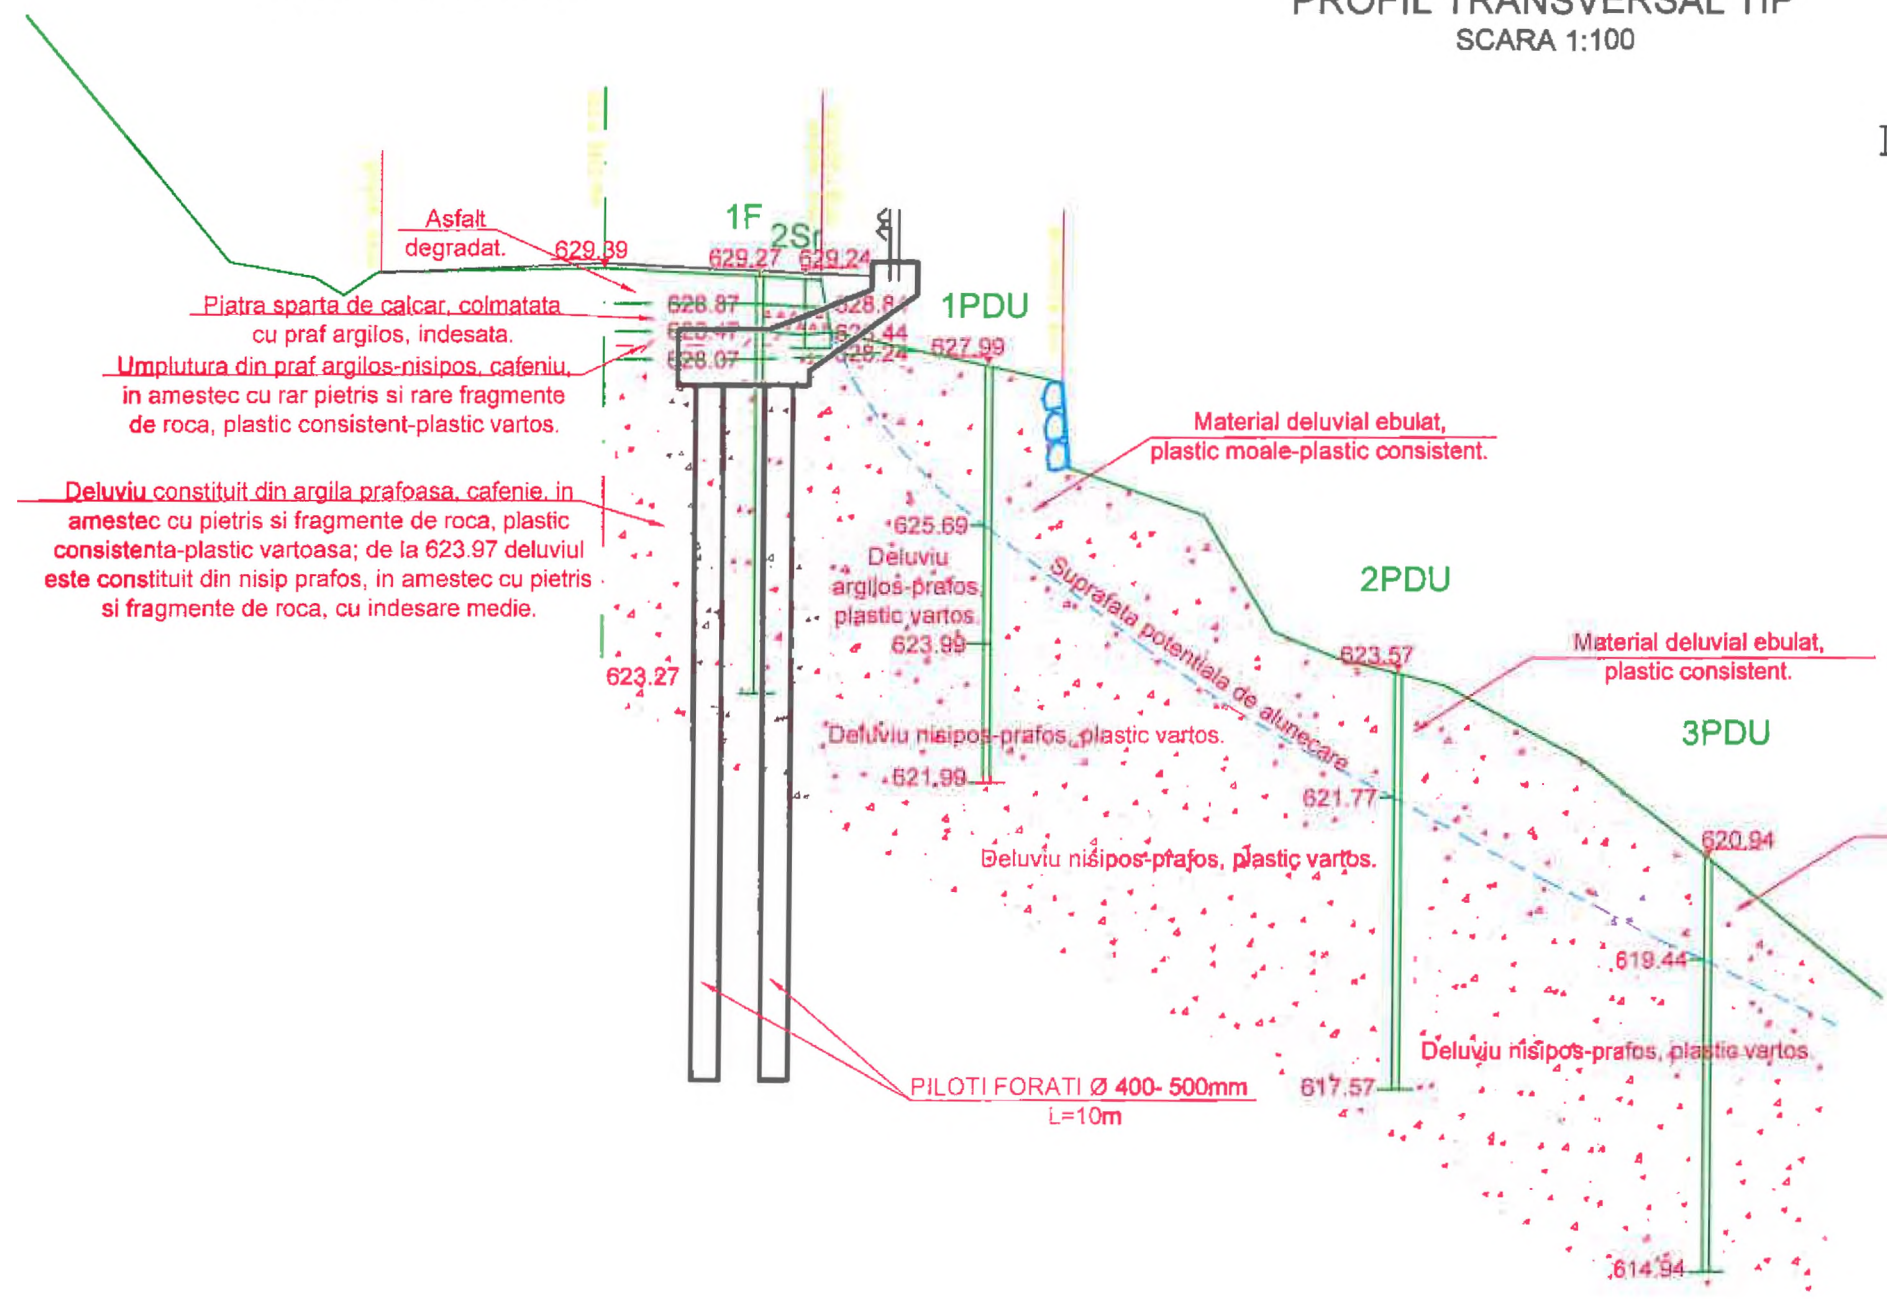 PROFIL TRANSVERSAL TIP
SCARA 1:100
Asfalt
degradat.
629.39
1F
629.27
629.24
Piatra sparta de calcar, colmatata
cu praf argilos, indesata.
Umplutura din praf argilos-nisipos, cafeniu,
in amestec cu rar pietris si rare fragmente
de roca, plastic consistent-plastic vartos.
Deluviu constituit din argila prafoasa, cafenie, in
amestec cu pietris si fragmente de roca, plastic
consistenta-plastic vartoasa; de la 623.97 deluviul
este constituit din nisip prafos, in amestec cu pietris
si fragmente de roca, cu indesare medie.
628.87
628.47
628.07
628.84
628.24
623.27
1PDU
627.99
625.69
Deluviu
argilos-prafos,
plastic vartos.
623.99
Deluviu nisipos-prafos, plastic vartos.
621.99
Material deluvial ebulat,
plastic moale-plastic consistent.
Suprafata potentiala de alunecare
2PDU
623.57
621.77
Deluviu nisipos-prafos, plastic vartos.
617.57
Material deluvial ebulat,
plastic consistent.
3PDU
620.94
619.44
Deluviu nisipos-prafos, plastic vartos.
614.94
PILOTI FORATI Ø 400- 500mm
L=10m